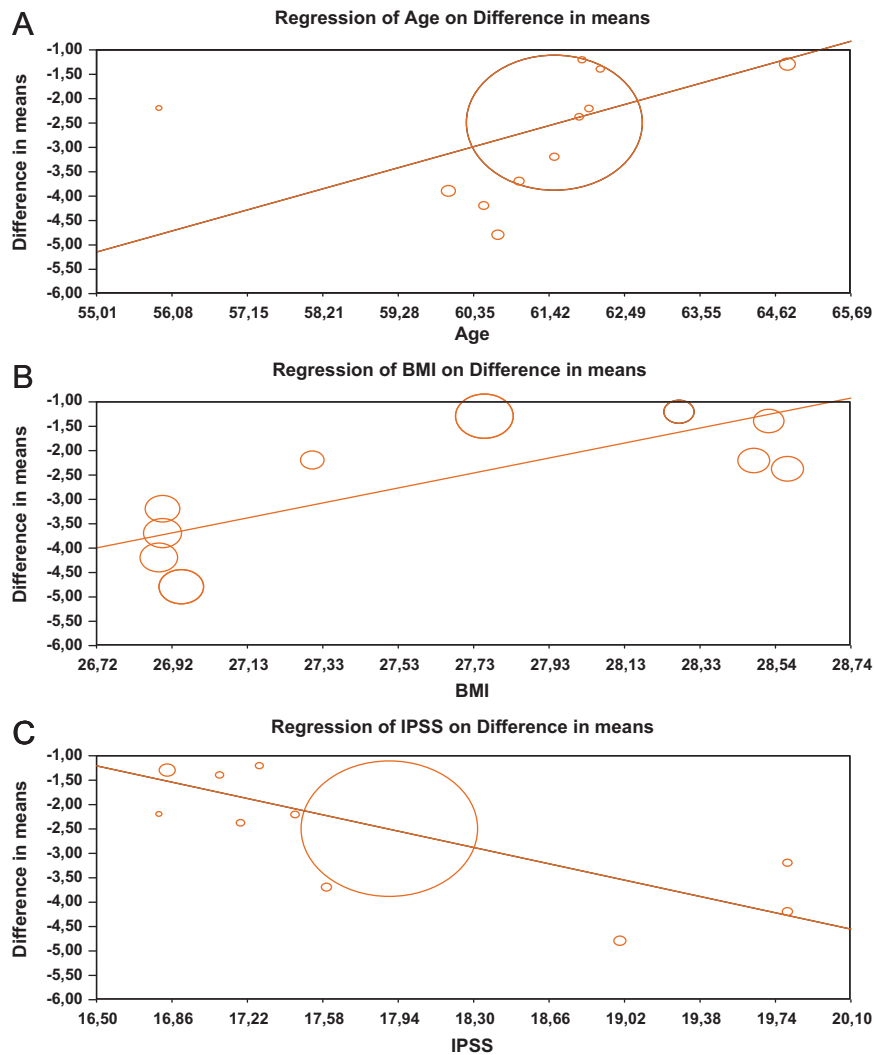 A
Regression of Age on Difference in means
Difference in means
-1,00
-1,50
-2,00
-2,50
-3,00
-3,50
-4,00
-4,50
-5,00
-5,50
-6,00
55,01 56,08 57,15 58,21 59,28 60,35 61,42 62,49 63,55 64,62 65,69
Age
B
Regression of BMI on Difference in means
Difference in means
-1,00
-1,50
-2,00
-2,50
-3,00
-3,50
-4,00
-4,50
-5,00
-5,50
-6,00
26,72 26,92 27,13 27,33 27,53 27,73 27,93 28,13 28,33 28,54 28,74
BMI
C
Regression of IPSS on Difference in means
Difference in means
-1,00
-1,50
-2,00
-2,50
-3,00
-3,50
-4,00
-4,50
-5,00
-5,50
-6,00
16,50 16,86 17,22 17,58 17,94 18,30 18,66 19,02 19,38 19,74 20,10
IPSS